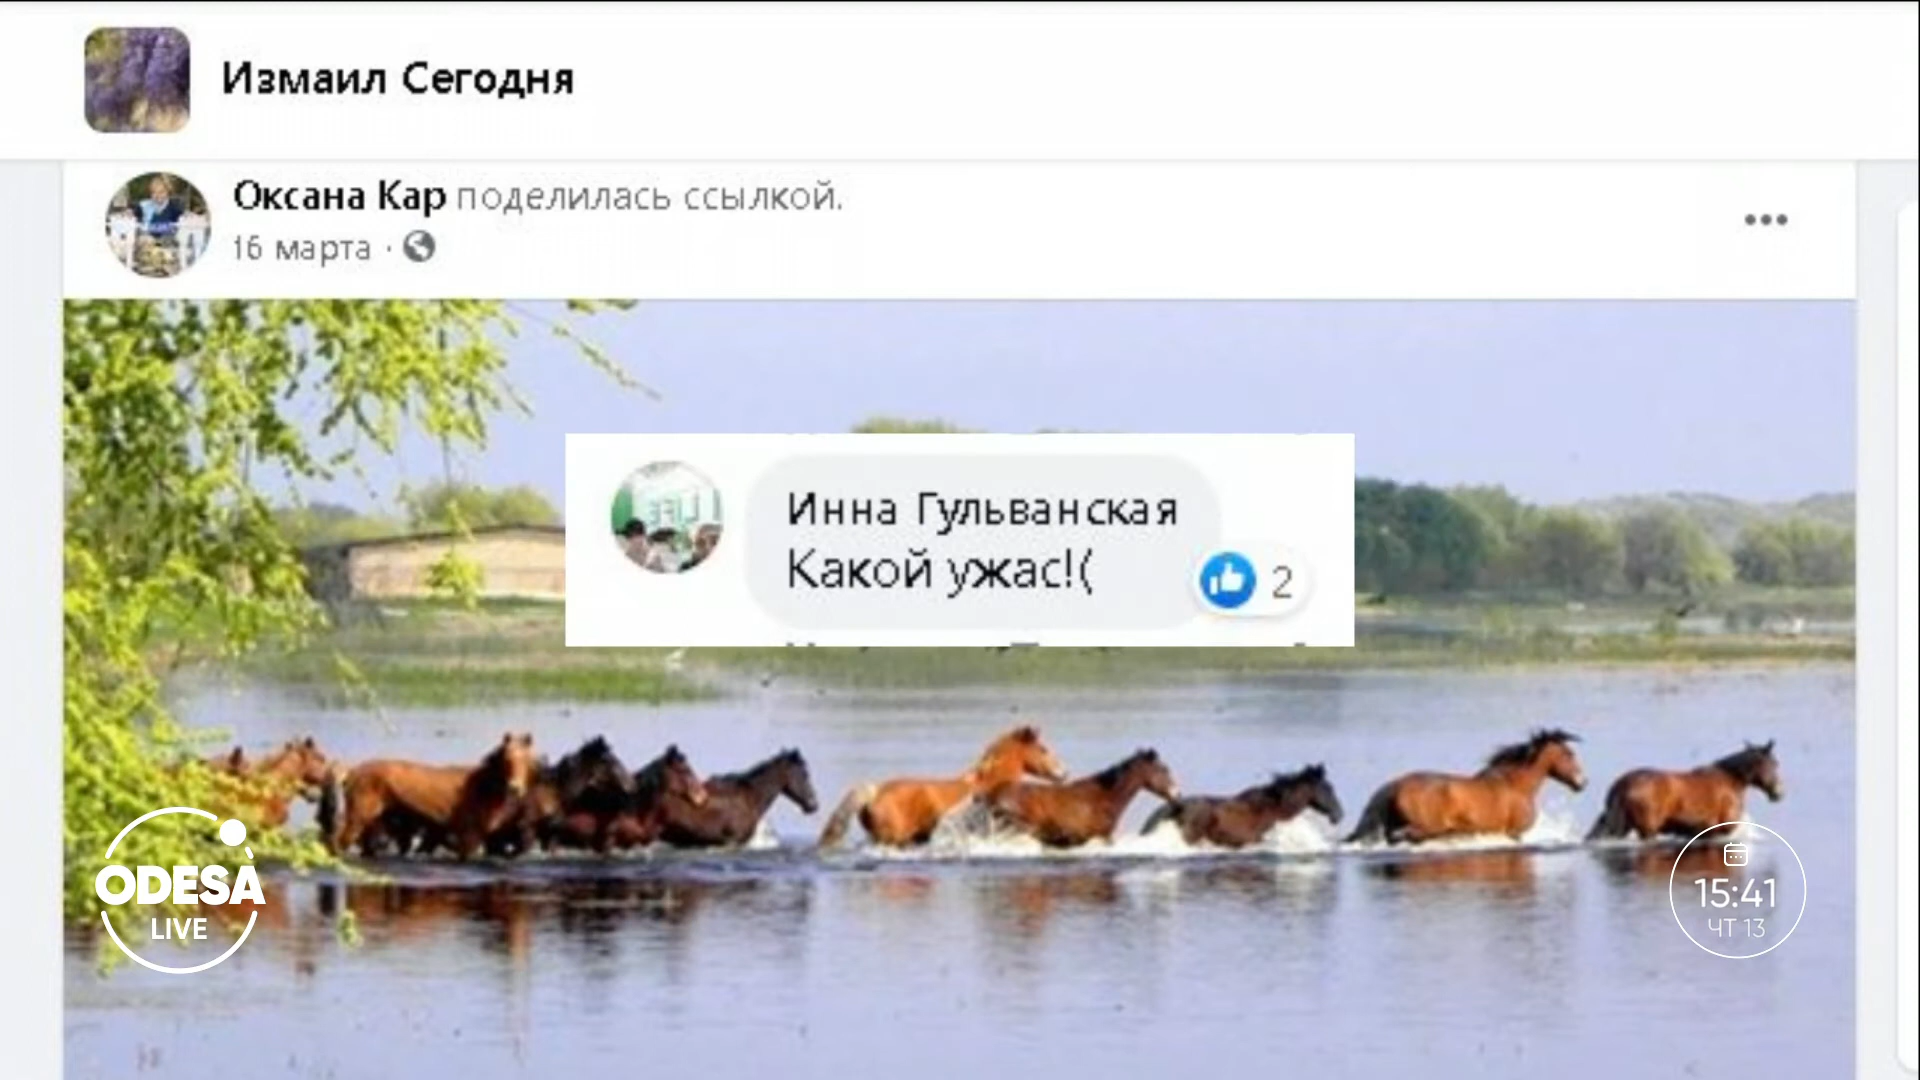 Измаил Сегодня
Оксана Кар поделилась ссылкой.
16 марта ·
Инна Гульванская
Какой ужас!(
2
ODESA
LIVE
15:41
ЧТ 13